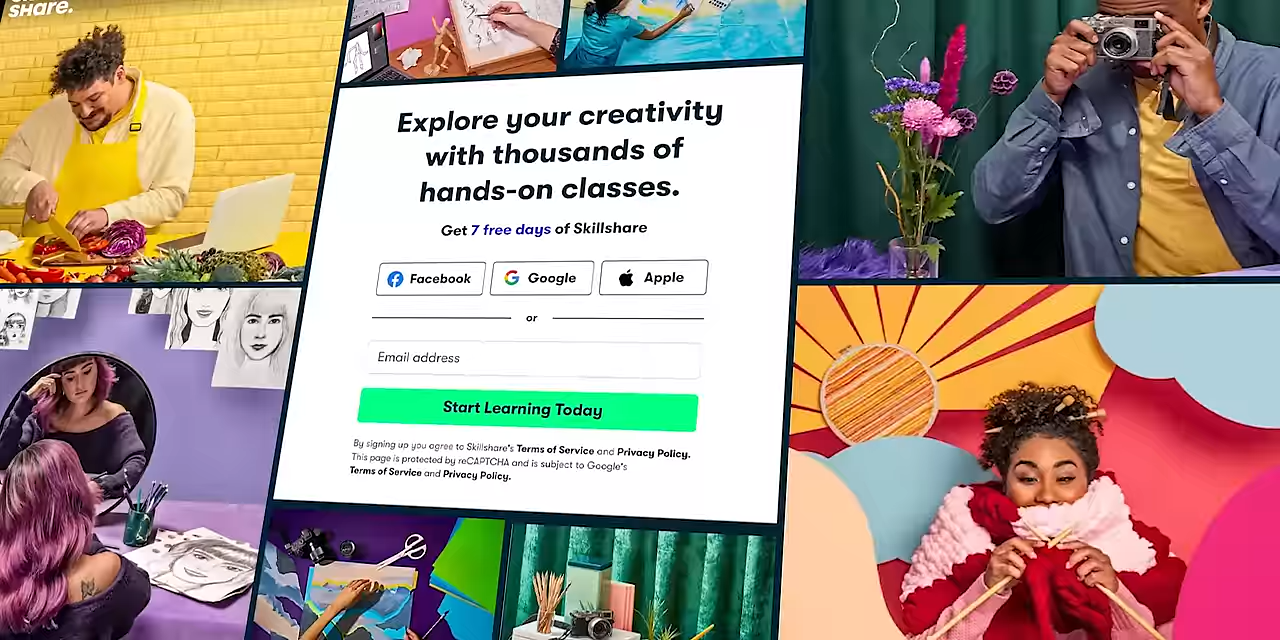 SHaRe.
Explore your creativity
with thousands of
hands-on classes.
Get 7 free days of Skillshare
Facebook
Google
Apple
or
Email address
Start Learning Today
By signing up you agree to Skillshare's Terms of Service and Privacy Policy.
This page is protected by reCAPTCHA and is subject to Google's
Terms of Service and Privacy Policy.